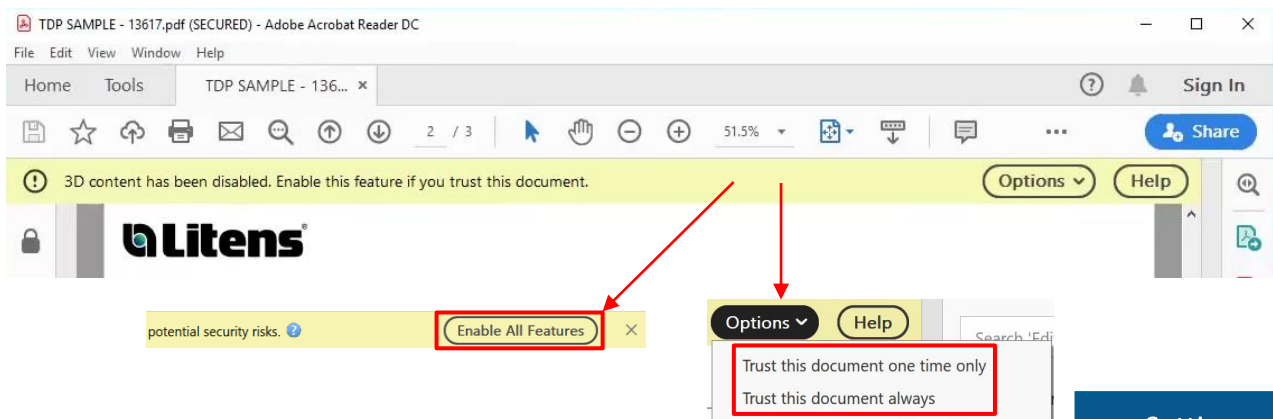 TDP SAMPLE - 13617.pdf (SECURED) - Adobe Acrobat Reader DC
File Edit View Window Help
Home Tools TDP SAMPLE - 136... × Sign In
2 / 3 51.5% Share
3D content has been disabled. Enable this feature if you trust this document. Options Help
Litens®
potential security risks. Enable All Features ×
Options Help
Trust this document one time only
Trust this document always